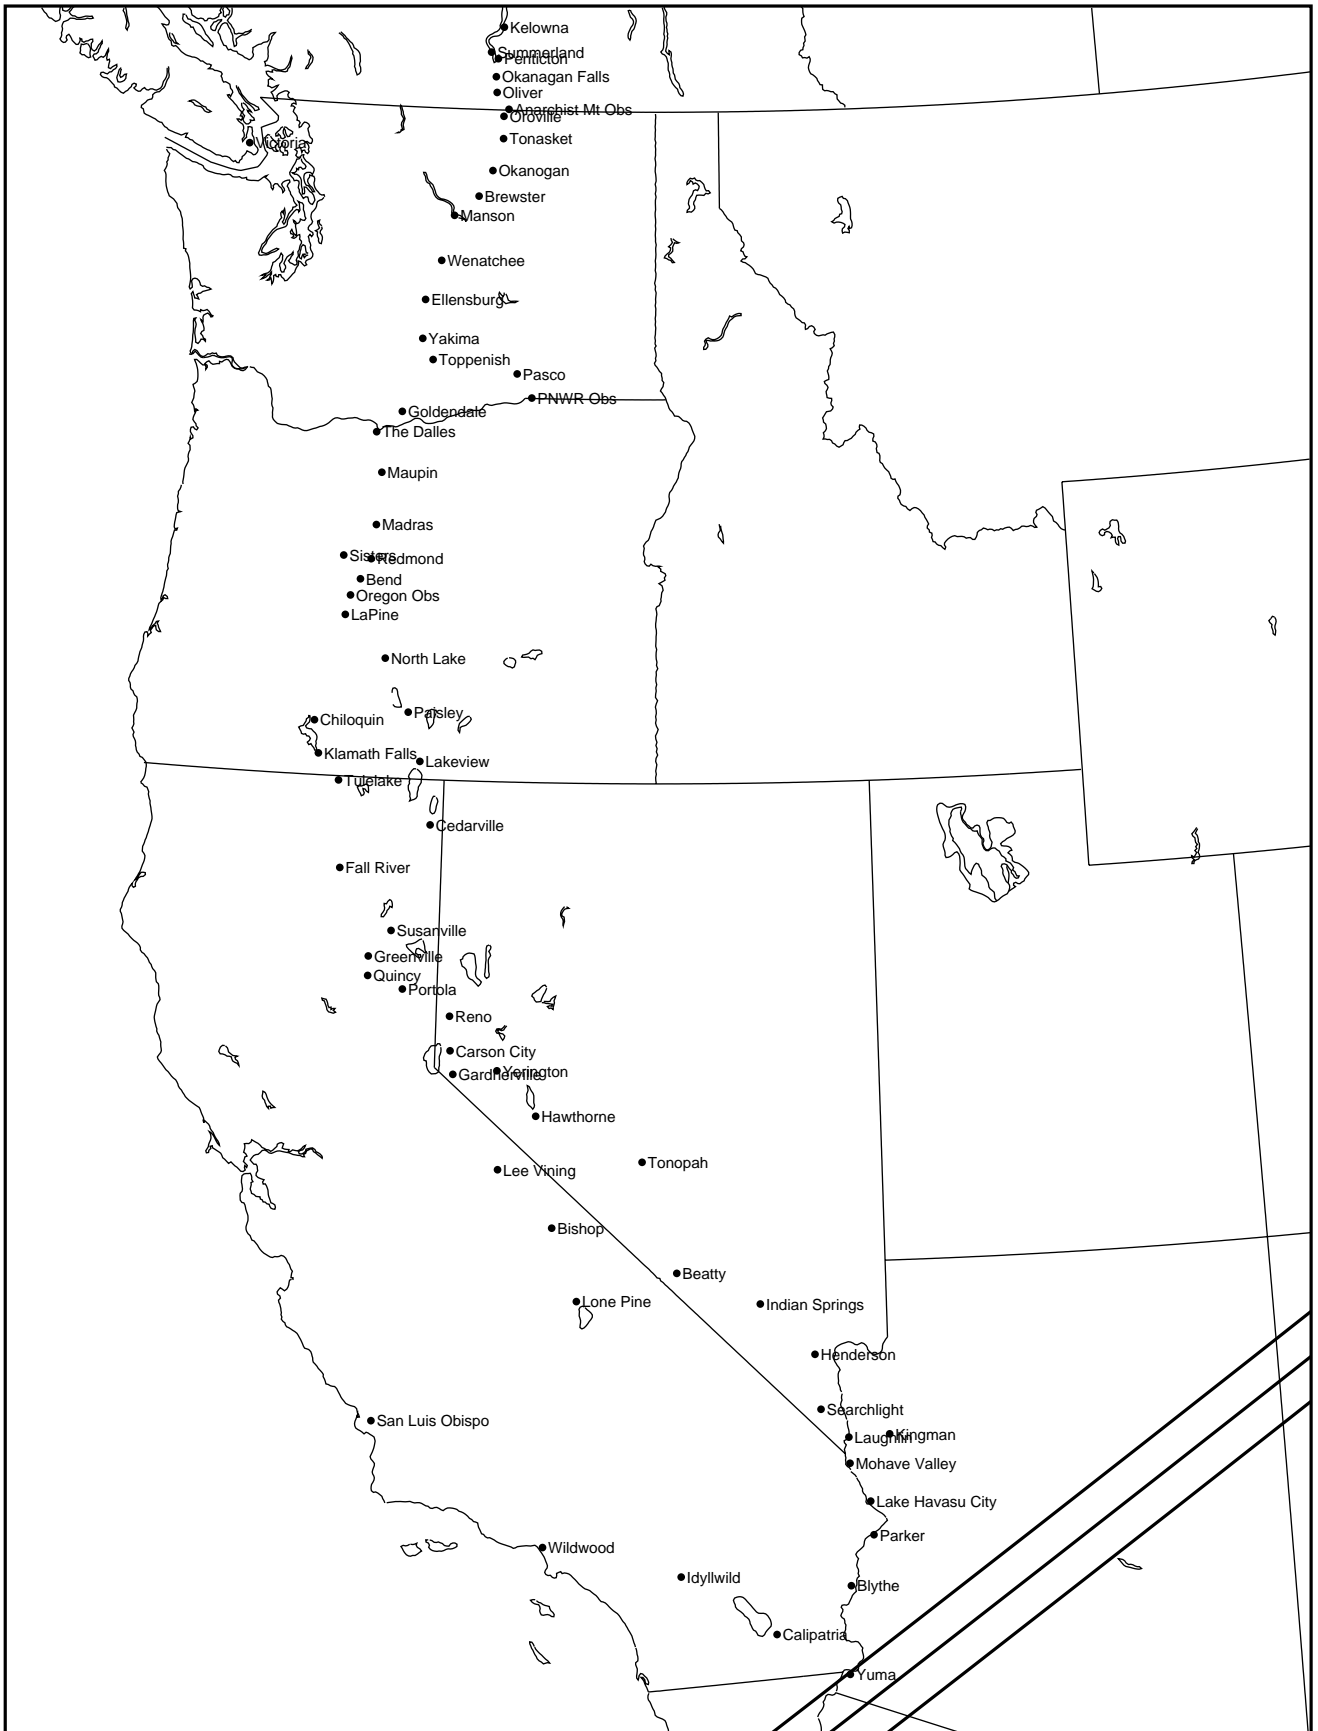 Kelowna
Summerland
Penticton
Okanagan Falls
Oliver
Anarchist Mt Obs
Oroville
Tonasket
Victoria
Okanogan
Brewster
Manson
Wenatchee
Ellensburg
Yakima
Toppenish
Pasco
PNWR Obs
Goldendale
The Dalles
Maupin
Madras
Sisters
Redmond
Bend
Oregon Obs
LaPine
North Lake
Paisley
Chiloquin
Klamath Falls
Lakeview
Tulelake
Cedarville
Fall River
Susanville
Greenville
Quincy
Portola
Reno
Carson City
Yerington
Gardnerville
Hawthorne
Tonopah
Lee Vining
Bishop
Beatty
Lone Pine
Indian Springs
Henderson
Searchlight
San Luis Obispo
Kingman
Laughlin
Mohave Valley
Lake Havasu City
Parker
Wildwood
Idyllwild
Blythe
Calipatria
Yuma